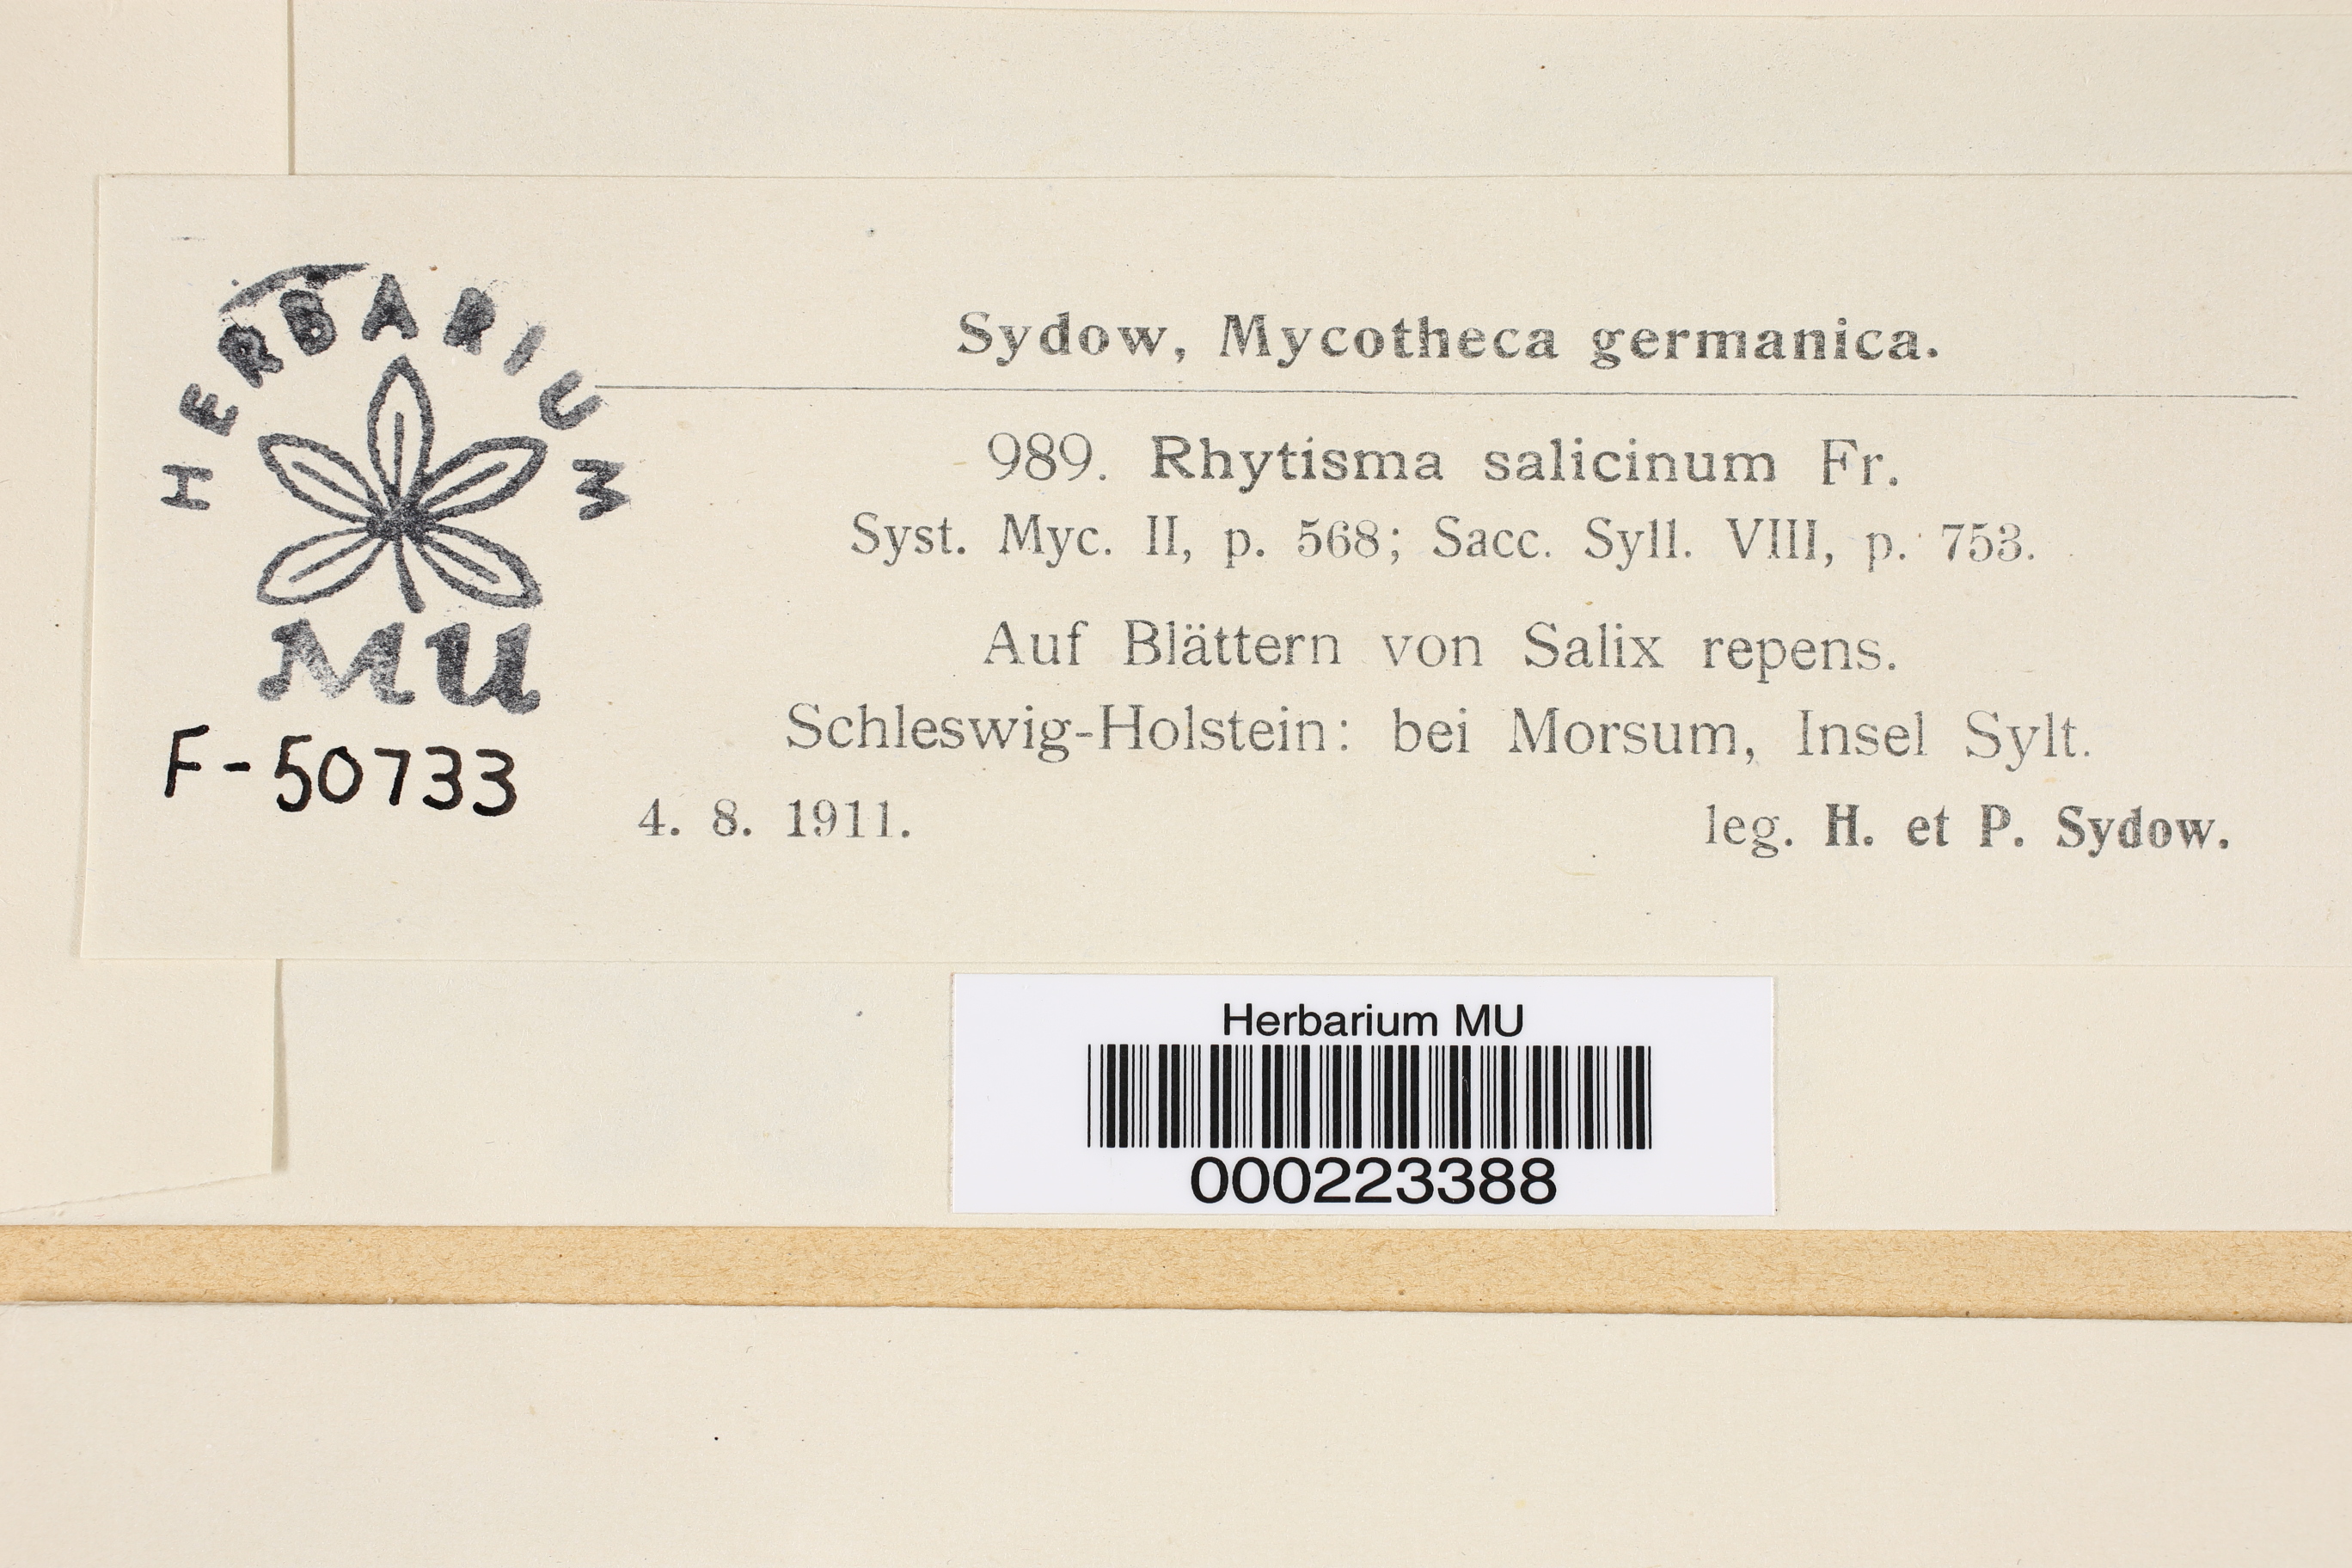 HERBARIUM
MU
F-50733
Sydow, Mycotheca germanica.
989. Rhytisma salicinum Fr.
Syst. Myc. II, p. 568; Sacc. Syll. VIII, p. 753.
Auf Blättern von Salix repens.
Schleswig-Holstein: bei Morsum, Insel Sylt.
4. 8. 1911. leg. H. et P. Sydow.
Herbarium MU
000223388